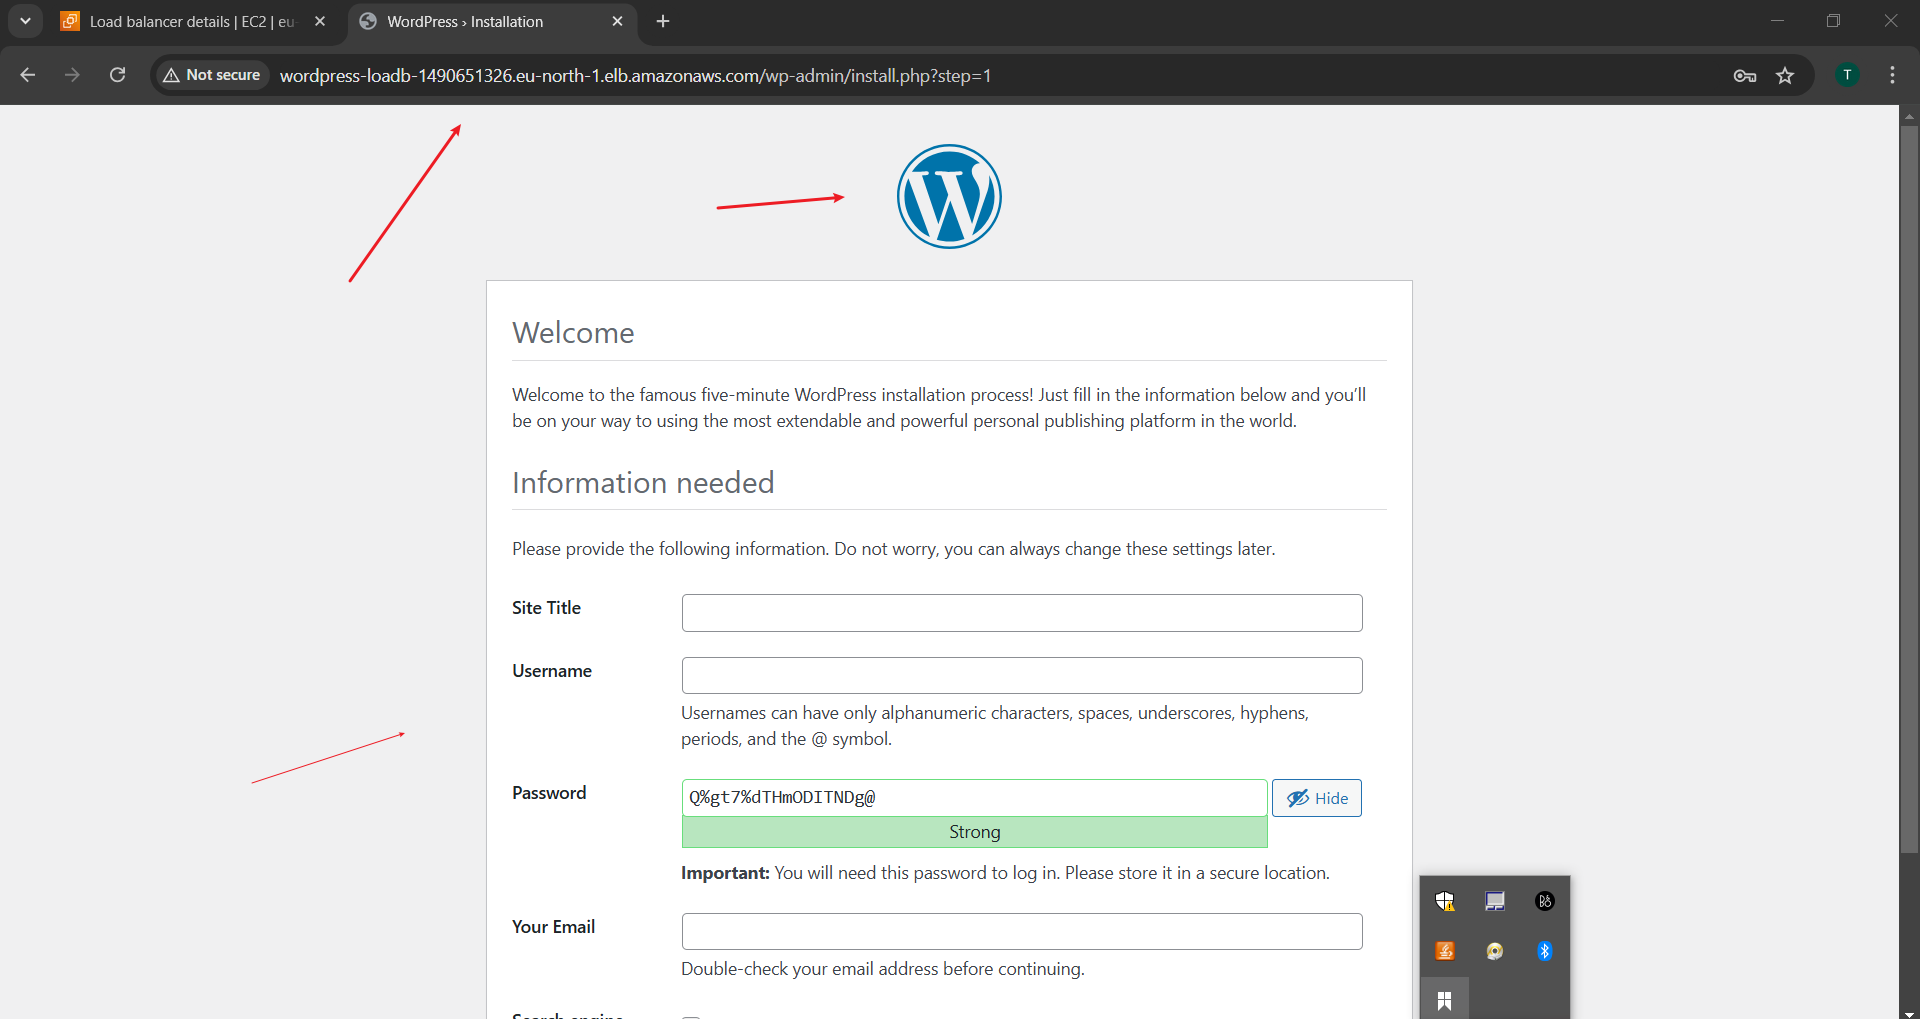 Load balancer details | EC2 | eu-
WordPress › Installation
Not secure
wordpress-loadb-1490651326.eu-north-1.elb.amazonaws.com/wp-admin/install.php?step=1
T
Welcome
Welcome to the famous five-minute WordPress installation process! Just fill in the information below and you’ll
be on your way to using the most extendable and powerful personal publishing platform in the world.
Information needed
Please provide the following information. Do not worry, you can always change these settings later.
Site Title
Username
Usernames can have only alphanumeric characters, spaces, underscores, hyphens,
periods, and the @ symbol.
Password
Q%gt7%dTHmODITNDg@
Hide
Strong
Important: You will need this password to log in. Please store it in a secure location.
Your Email
Double-check your email address before continuing.
Search engine